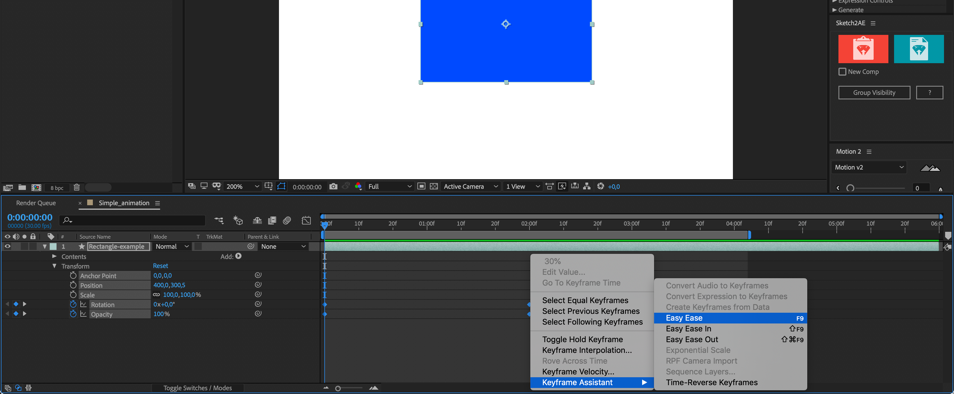 Expression Controls
Generate
Sketch2AE
New Comp
Group Visibility
?
Motion 2
Motion v2
0
8 bpc
200%
0:00:00:00
Full
Active Camera
1 View
+0,0
Render Queue
Simple_animation
0:00:00:00
00000 (30.00 fps)
10f
20f
01:00f
10f
20f
02:00f
10f
20f
03:00f
10f
20f
04:00f
10f
20f
05:00f
10f
20f
06:00
#
Source Name
Mode
T
TrkMat
Parent & Link
1
Rectangle-example
Normal
None
Contents
Add:
Transform
Reset
Anchor Point
0,0,0,0
Position
400,0,300,5
Scale
100,0,100,0%
Rotation
0x+0,0°
Opacity
100%
Toggle Switches / Modes
30%
Edit Value...
Go To Keyframe Time
Select Equal Keyframes
Select Previous Keyframes
Select Following Keyframes
Toggle Hold Keyframe
Keyframe Interpolation...
Rove Across Time
Keyframe Velocity...
Keyframe Assistant
Convert Audio to Keyframes
Convert Expression to Keyframes
Create Keyframes from Data
Easy Ease F9
Easy Ease In ⇧F9
Easy Ease Out ⇧⌘F9
Exponential Scale
RPF Camera Import
Sequence Layers...
Time-Reverse Keyframes